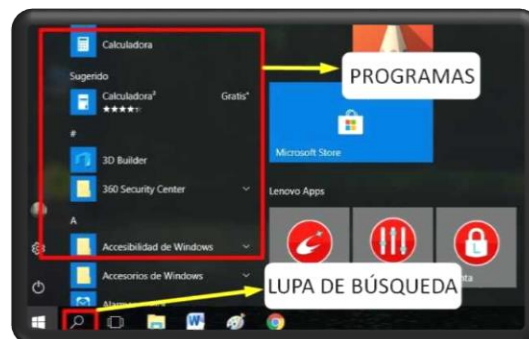 Calculadora
Sugerido
Calculadora²
Gratis*
#
3D Builder
360 Security Center
A
Accesibilidad de Windows
Accesorios de Windows
PROGRAMAS
Microsoft Store
Lenovo Apps
L
LUPA DE BÚSQUEDA
W